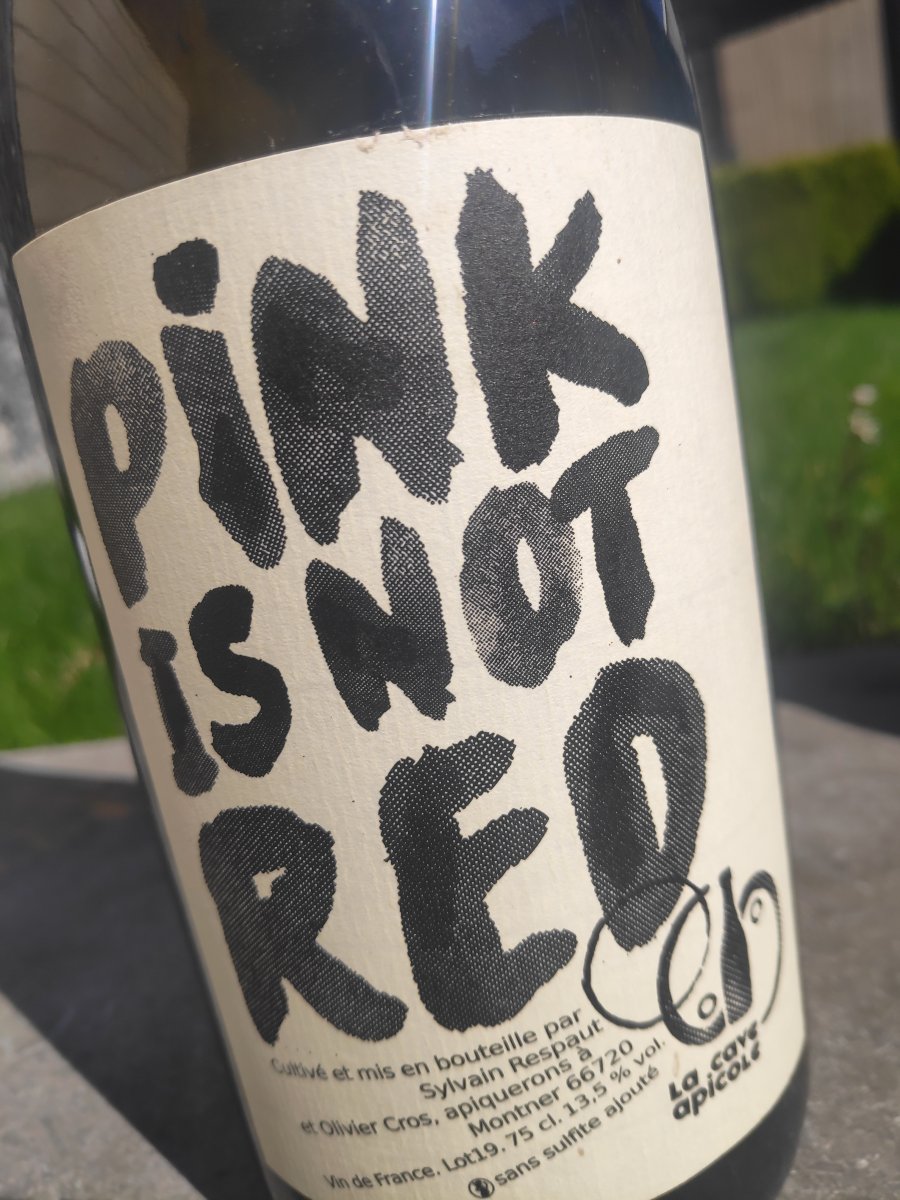 PiNK
IS NOT
RED
Cultivé et mis en bouteille par
Sylvain Respaut
et Olivier Cros, apiquerons à
Montner 66720
Vin de France. Lot19. 75 cl. 13,5 % vol.
sans sulfite ajouté
La cave
apicole